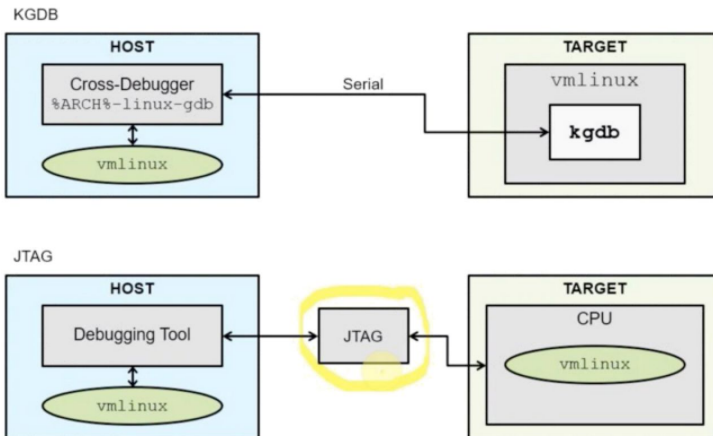 KGDB
HOST
TARGET
Cross-Debugger
%ARCH%-linux-gdb
Serial
vmlinux
kgdb
vmlinux
JTAG
HOST
TARGET
Debugging Tool
JTAG
CPU
vmlinux
vmlinux